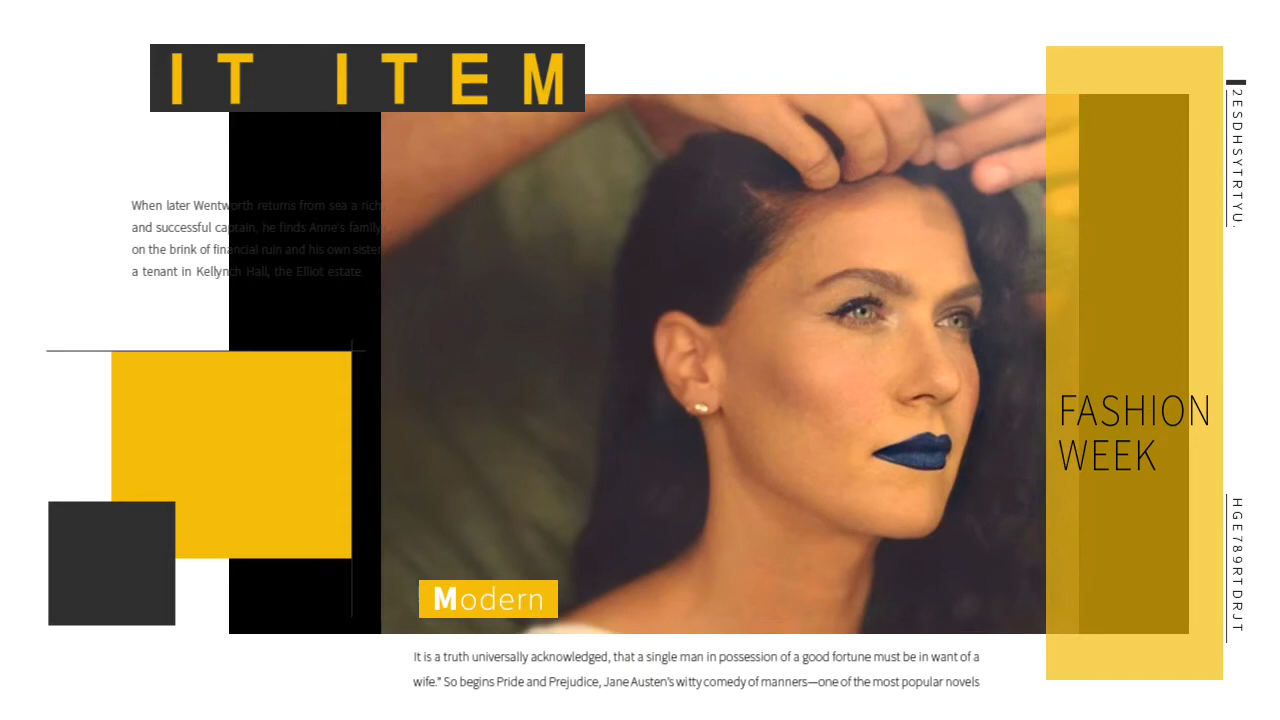 IT ITEM
2ESDHSYTRTYU.
When later Wentworth returns from sea a rich
and successful captain, he finds Anne's family
on the brink of financial ruin and his own sister
a tenant in Kellynch Hall, the Elliot estate.
FASHION
WEEK
HGE789RTDRJT
Modern
It is a truth universally acknowledged, that a single man in possession of a good fortune must be in want of a
wife.” So begins Pride and Prejudice, Jane Austen's witty comedy of manners—one of the most popular novels